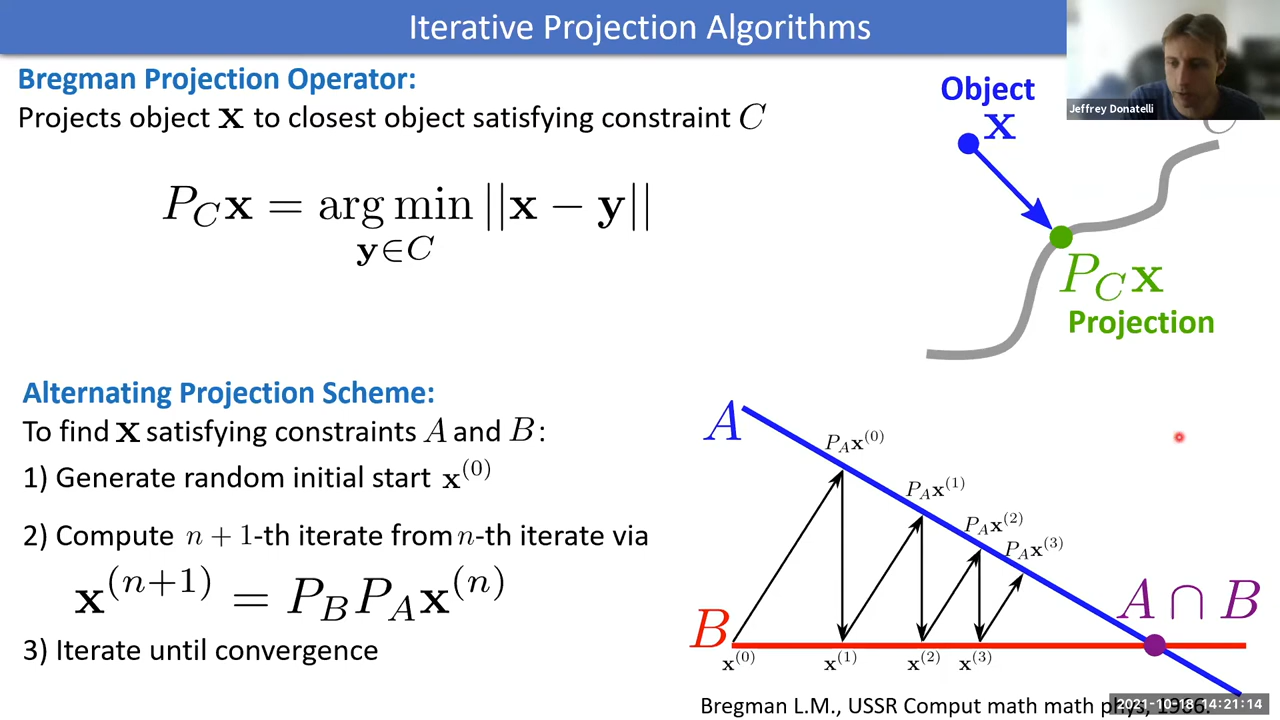 Iterative Projection Algorithms
Jeffrey Donatelli
Bregman Projection Operator:
Projects object x to closest object satisfying constraint C
P_C x = arg min ||x − y||
y∈C
Object
x
C
P_C x
Projection
Alternating Projection Scheme:
To find x satisfying constraints A and B:
1) Generate random initial start x^(0)
2) Compute n + 1-th iterate from n-th iterate via
x^(n+1) = P_B P_A x^(n)
3) Iterate until convergence
A
P_A x^(0)
P_A x^(1)
P_A x^(2)
P_A x^(3)
A ∩ B
B
x^(0)
x^(1)
x^(2)
x^(3)
Bregman L.M., USSR Comput math math phys, 1966.
2021-10-18 14:21:14